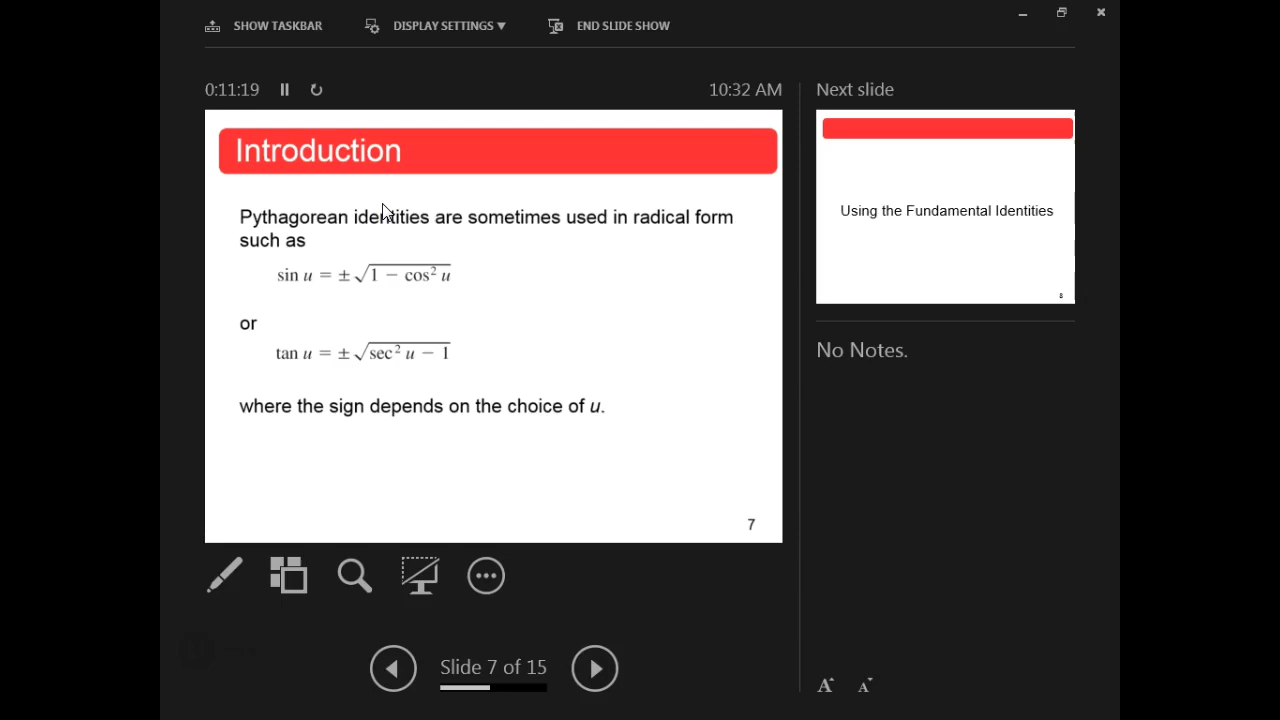 SHOW TASKBAR
DISPLAY SETTINGS ▼
END SLIDE SHOW
0:11:19
10:32 AM
Next slide
Introduction
Pythagorean identities are sometimes used in radical form
such as
sin u = ±√(1 − cos² u)
or
tan u = ±√(sec² u − 1)
where the sign depends on the choice of u.
7
Using the Fundamental Identities
8
No Notes.
Slide 7 of 15
A A